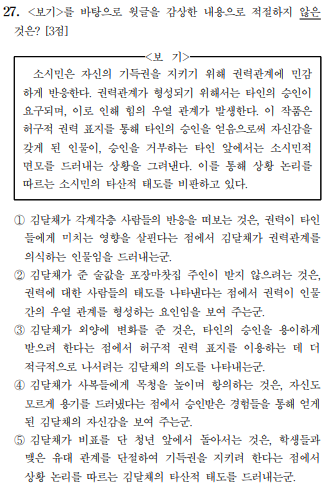 27. <보기>를 바탕으로 윗글을 감상한 내용으로 적절하지 않은
것은? [3점]
<보 기>
소시민은 자신의 기득권을 지키기 위해 권력관계에 민감
하게 반응한다. 권력관계가 형성되기 위해서는 타인의 승인이
요구되며, 이로 인해 힘의 우열 관계가 발생한다. 이 작품은
허구적 권력 표지를 통해 타인의 승인을 얻음으로써 자신감을
갖게 된 인물이, 승인을 거부하는 타인 앞에서는 소시민적
면모를 드러내는 상황을 그려낸다. 이를 통해 상황 논리를
따르는 소시민의 타산적 태도를 비판하고 있다.
① 김달채가 각계각층 사람들의 반응을 떠보는 것은, 권력이 타인
들에게 미치는 영향을 살핀다는 점에서 김달채가 권력관계를
의식하는 인물임을 드러내는군.
② 김달채가 준 술값을 포장마찻집 주인이 받지 않으려는 것은,
권력에 대한 사람들의 태도를 나타낸다는 점에서 권력이 인물
간의 우열 관계를 형성하는 요인임을 보여 주는군.
③ 김달채가 외양에 변화를 준 것은, 타인의 승인을 용이하게
받으려 한다는 점에서 허구적 권력 표지를 이용하는 데 더
적극적으로 나서려는 김달채의 의도를 나타내는군.
④ 김달채가 사복들에게 목청을 높이며 항의하는 것은, 자신도
모르게 용기를 드러냈다는 점에서 승인받은 경험들을 통해 얻게
된 김달채의 자신감을 보여 주는군.
⑤ 김달채가 비표를 단 청년 앞에서 돌아서는 것은, 학생들과
맺은 유대 관계를 단절하여 기득권을 지키려 한다는 점에서
상황 논리를 따르는 김달채의 타산적 태도를 드러내는군.